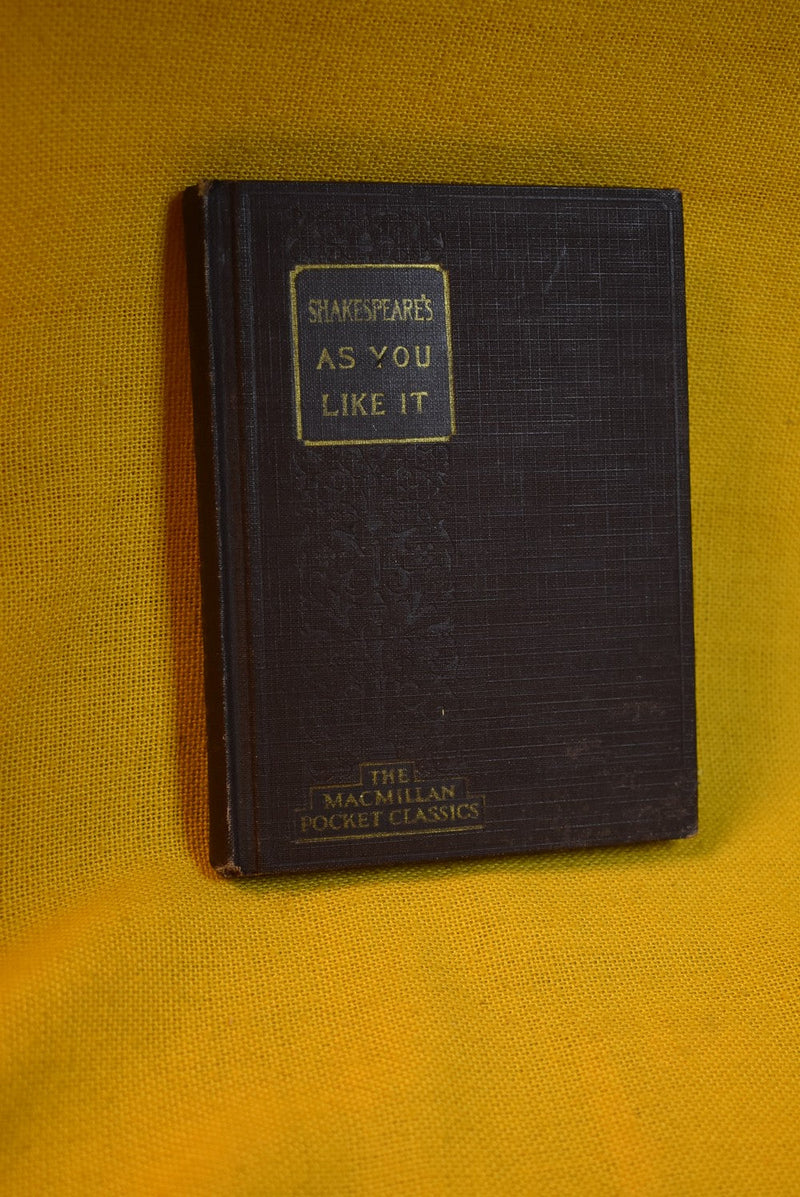 SHAKESPEARE'S
AS YOU
LIKE IT
THE
MACMILLAN
POCKET CLASSICS